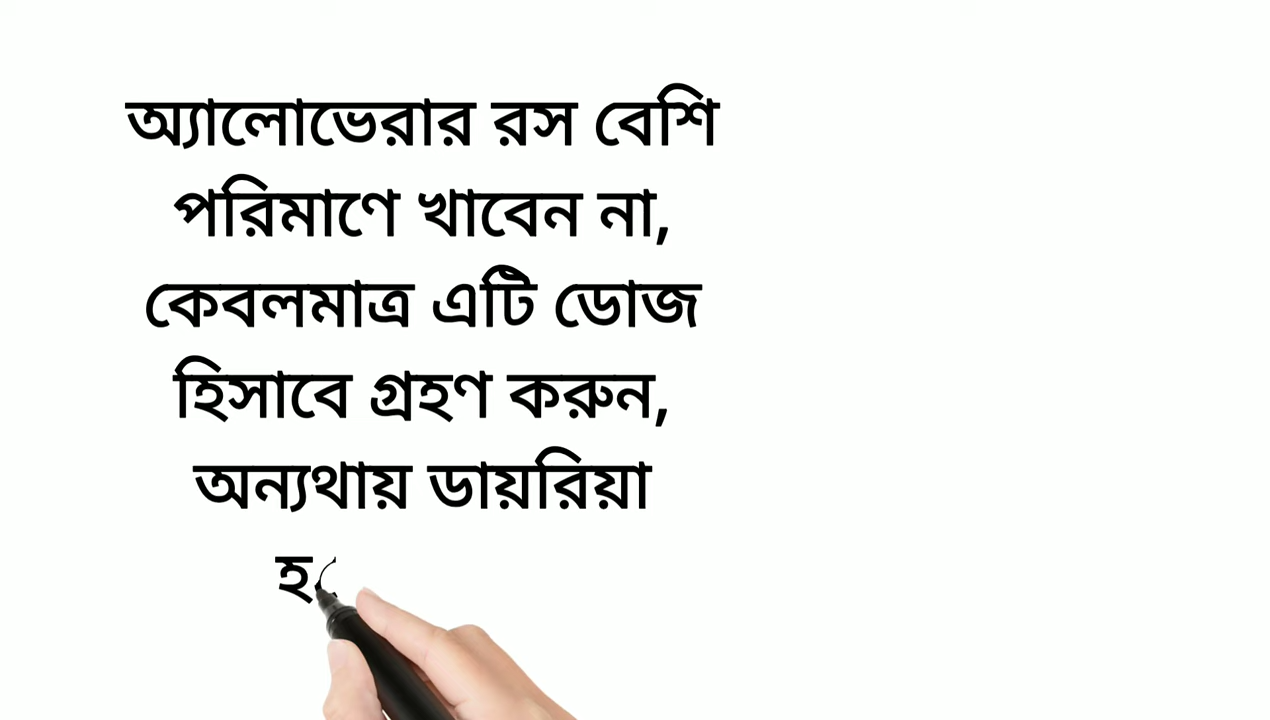 অ্যালোভেরার রস বেশি
পরিমাণে খাবেন না,
কেবলমাত্র এটি ডোজ
হিসাবে গ্রহণ করুন,
অন্যথায় ডায়রিয়া